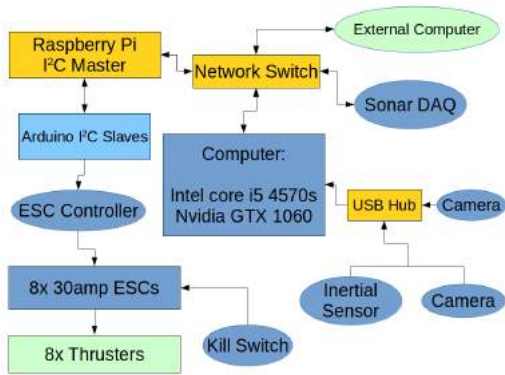 External Computer
Raspberry Pi
I²C Master
Network Switch
Sonar DAQ
Arduino I²C Slaves
Computer:
Intel core i5 4570s
Nvidia GTX 1060
ESC Controller
USB Hub
Camera
8x 30amp ESCs
Inertial
Sensor
Camera
Kill Switch
8x Thrusters